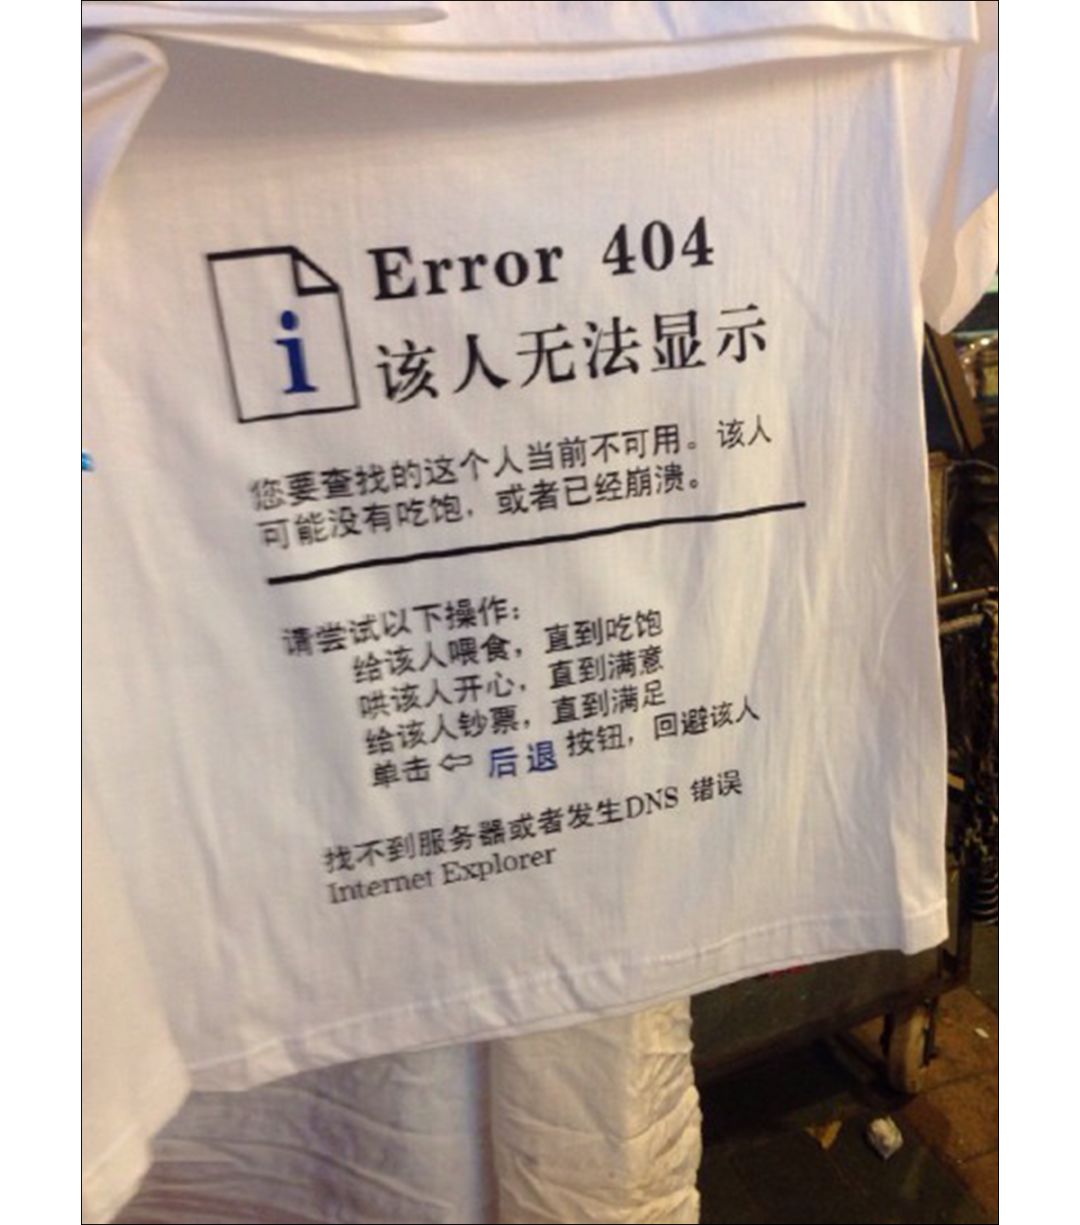 i
Error 404
该人无法显示
您要查找的这个人当前不可用。该人
可能没有吃饱，或者已经崩溃。
请尝试以下操作：
给该人喂食，直到吃饱
哄该人开心，直到满意
给该人钞票，直到满足
单击⇦后退按钮，回避该人
找不到服务器或者发生DNS 错误
Internet Explorer